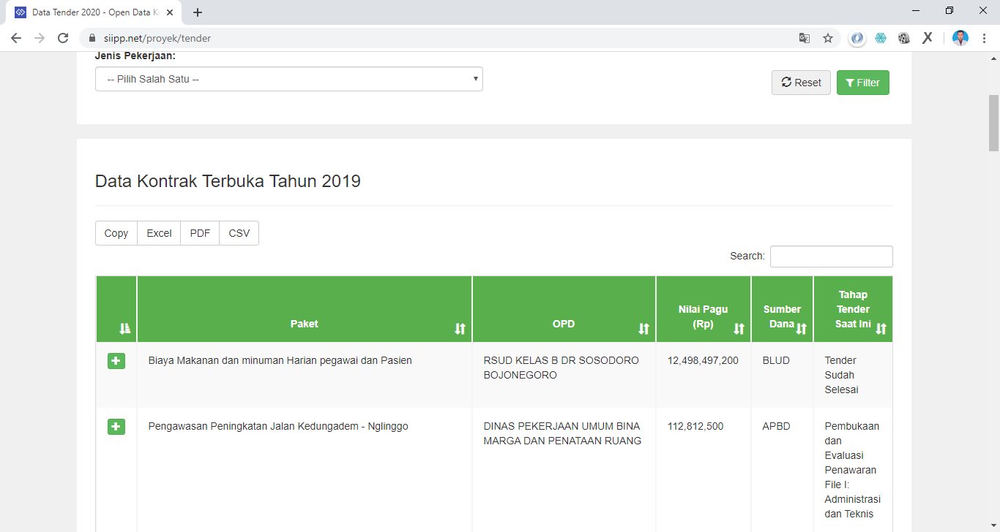 Data Tender 2020 - Open Data K
siipp.net/proyek/tender
Jenis Pekerjaan:
-- Pilih Salah Satu --
Reset
Filter
Data Kontrak Terbuka Tahun 2019
Copy
Excel
PDF
CSV
Search:
Paket
OPD
Nilai Pagu
(Rp)
Sumber
Dana
Tahap
Tender
Saat Ini
Biaya Makanan dan minuman Harian pegawai dan Pasien
RSUD KELAS B DR SOSODORO
BOJONEGORO
12,498,497,200
BLUD
Tender
Sudah
Selesai
Pengawasan Peningkatan Jalan Kedungadem - Nglinggo
DINAS PEKERJAAN UMUM BINA
MARGA DAN PENATAAN RUANG
112,812,500
APBD
Pembukaan
dan
Evaluasi
Penawaran
File I:
Administrasi
dan Teknis